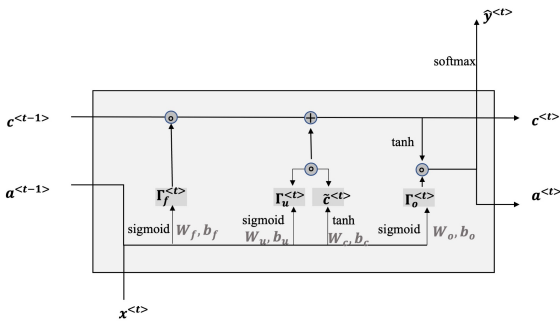 ŷ<t>
softmax
c<t-1>
c<t>
tanh
a<t-1>
Γf<t>
Γu<t>
c̃<t>
Γo<t>
a<t>
sigmoid
Wf, bf
sigmoid
Wu, bu
tanh
Wc, bc
sigmoid
Wo, bo
x<t>